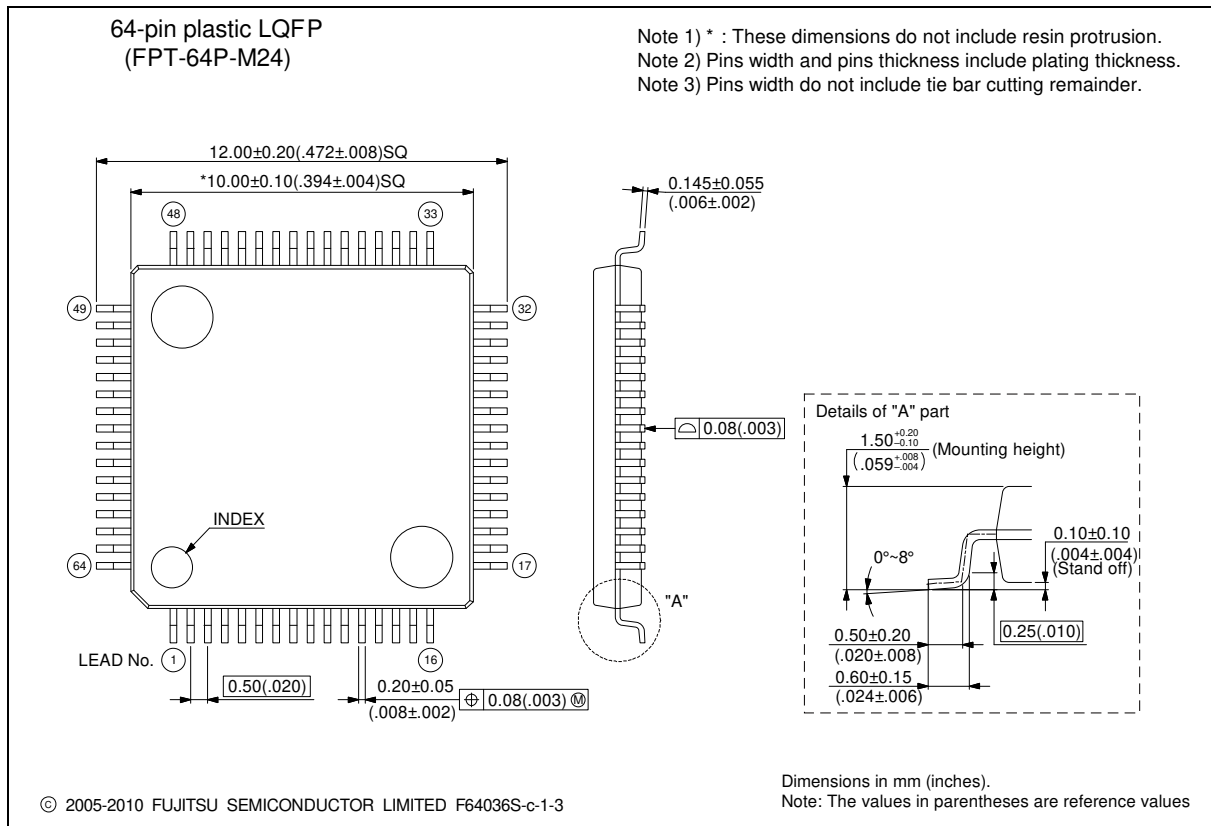 64-pin plastic LQFP
(FPT-64P-M24)
Note 1) * : These dimensions do not include resin protrusion.
Note 2) Pins width and pins thickness include plating thickness.
Note 3) Pins width do not include tie bar cutting remainder.
12.00±0.20(.472±.008)SQ
*10.00±0.10(.394±.004)SQ
48
33
49
32
64
17
INDEX
LEAD No.
1
16
0.50(.020)
0.20±0.05
(.008±.002)
⌖ 0.08(.003) Ⓜ
0.145±0.055
(.006±.002)
⌓ 0.08(.003)
"A"
Details of "A" part
1.50 +0.20 −0.10
(.059 +.008 −.004)
(Mounting height)
0°~8°
0.10±0.10
(.004±.004)
(Stand off)
0.25(.010)
0.50±0.20
(.020±.008)
0.60±0.15
(.024±.006)
© 2005-2010 FUJITSU SEMICONDUCTOR LIMITED F64036S-c-1-3
Dimensions in mm (inches).
Note: The values in parentheses are reference values